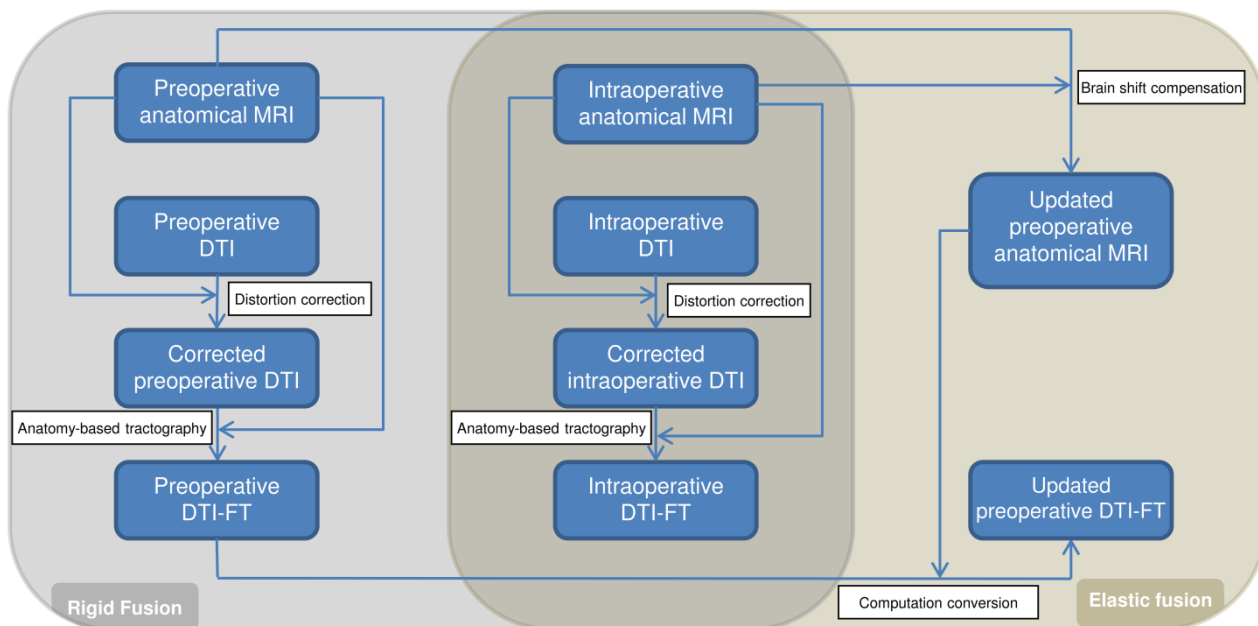 Preoperative
anatomical MRI
Intraoperative
anatomical MRI
Brain shift compensation
Preoperative
DTI
Intraoperative
DTI
Updated
preoperative
anatomical MRI
Distortion correction
Distortion correction
Corrected
preoperative DTI
Corrected
intraoperative DTI
Anatomy-based tractography
Anatomy-based tractography
Preoperative
DTI-FT
Intraoperative
DTI-FT
Updated
preoperative DTI-FT
Rigid Fusion
Computation conversion
Elastic fusion